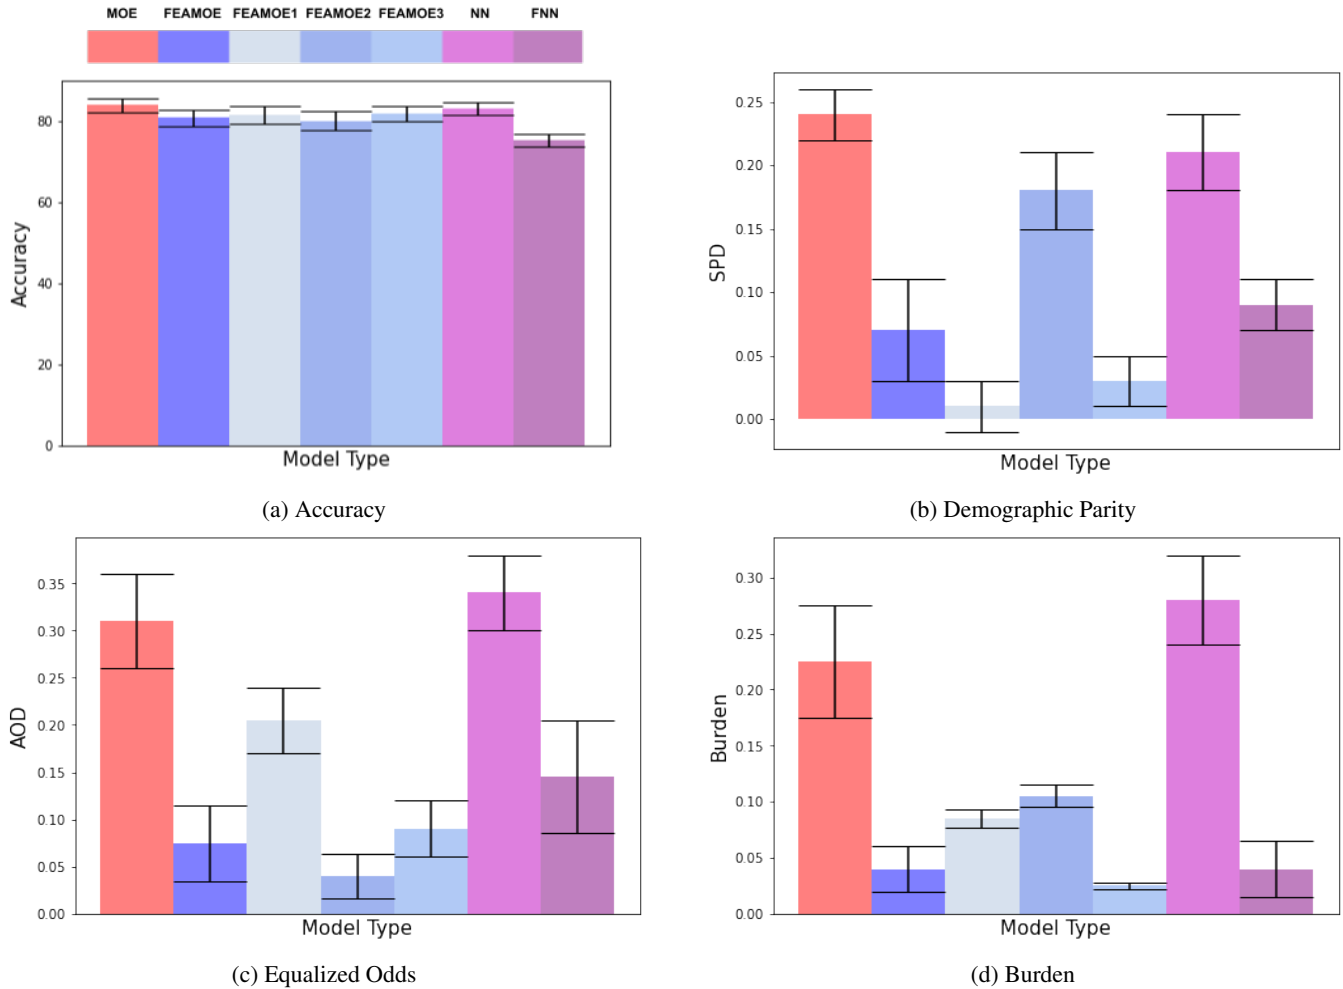 MOE FEAMOE FEAMOE1 FEAMOE2 FEAMOE3 NN FNN
80
60
40
20
0
Accuracy
Model Type
(a) Accuracy
0.25
0.20
0.15
0.10
0.05
0.00
SPD
Model Type
(b) Demographic Parity
0.35
0.30
0.25
0.20
0.15
0.10
0.05
0.00
AOD
Model Type
(c) Equalized Odds
0.30
0.25
0.20
0.15
0.10
0.05
0.00
Burden
Model Type
(d) Burden